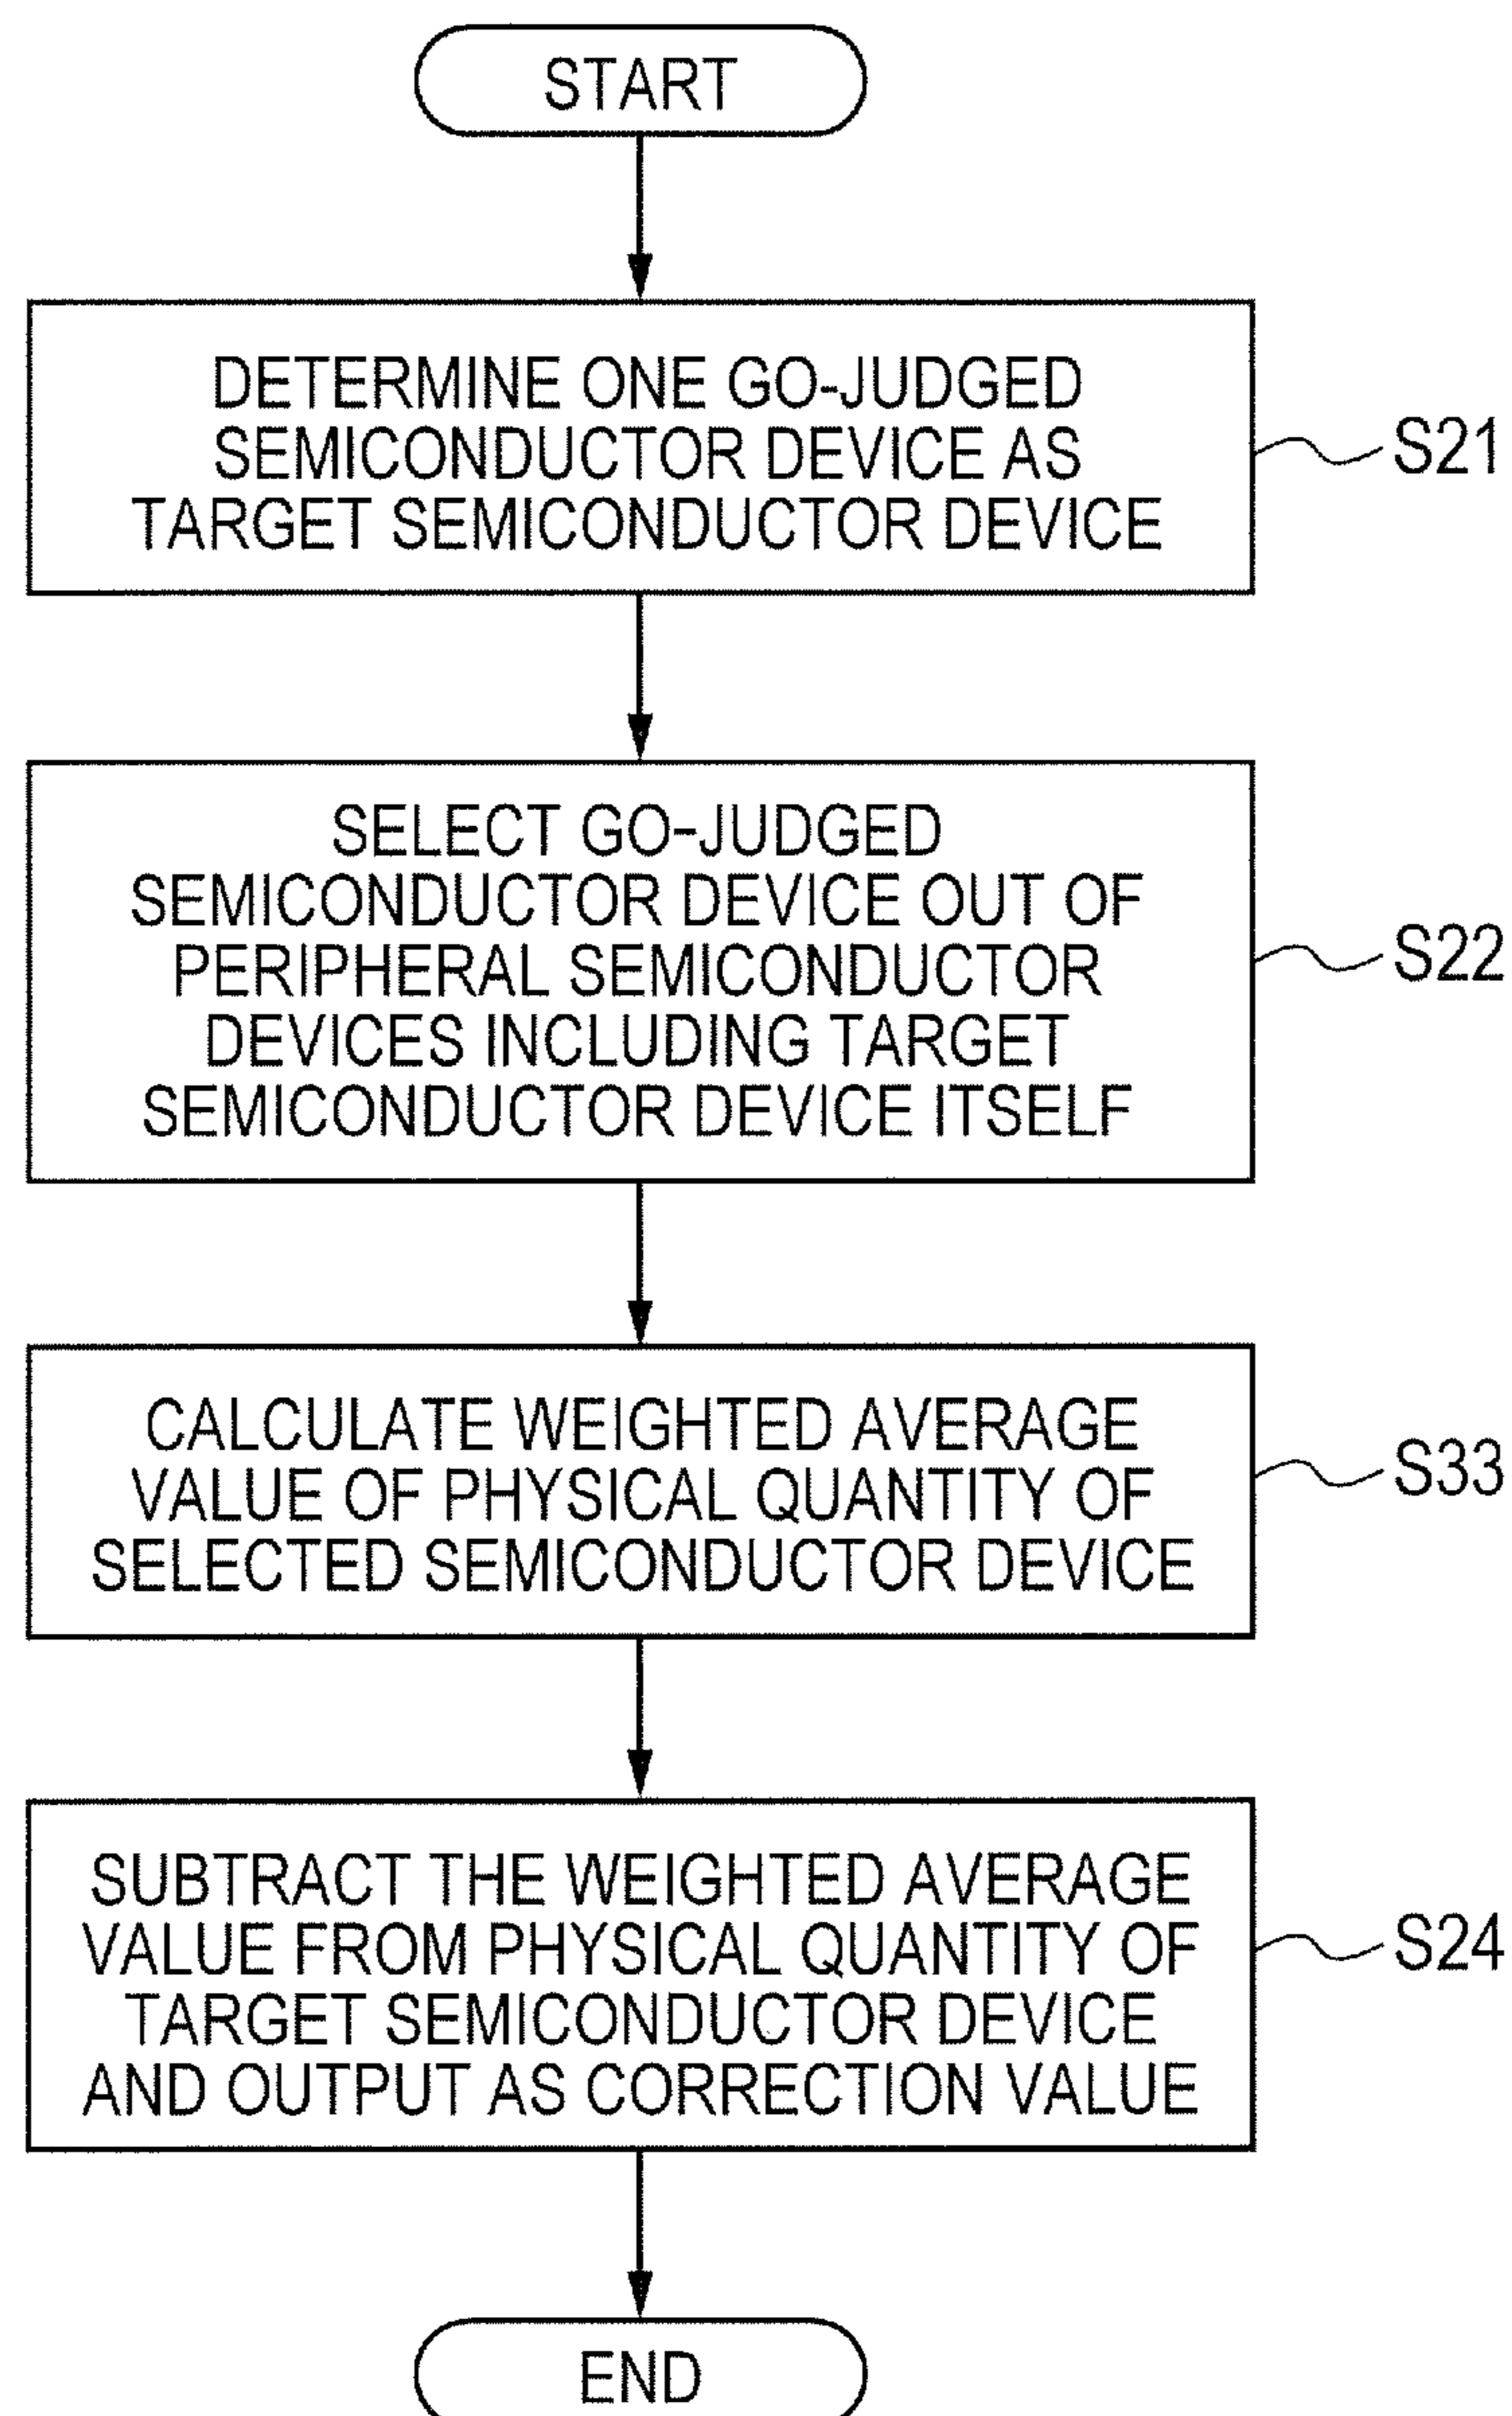 START
DETERMINE ONE GO-JUDGED
SEMICONDUCTOR DEVICE AS
TARGET SEMICONDUCTOR DEVICE
S21
SELECT GO-JUDGED
SEMICONDUCTOR DEVICE OUT OF
PERIPHERAL SEMICONDUCTOR
DEVICES INCLUDING TARGET
SEMICONDUCTOR DEVICE ITSELF
S22
CALCULATE WEIGHTED AVERAGE
VALUE OF PHYSICAL QUANTITY OF
SELECTED SEMICONDUCTOR DEVICE
S33
SUBTRACT THE WEIGHTED AVERAGE
VALUE FROM PHYSICAL QUANTITY OF
TARGET SEMICONDUCTOR DEVICE
AND OUTPUT AS CORRECTION VALUE
S24
END